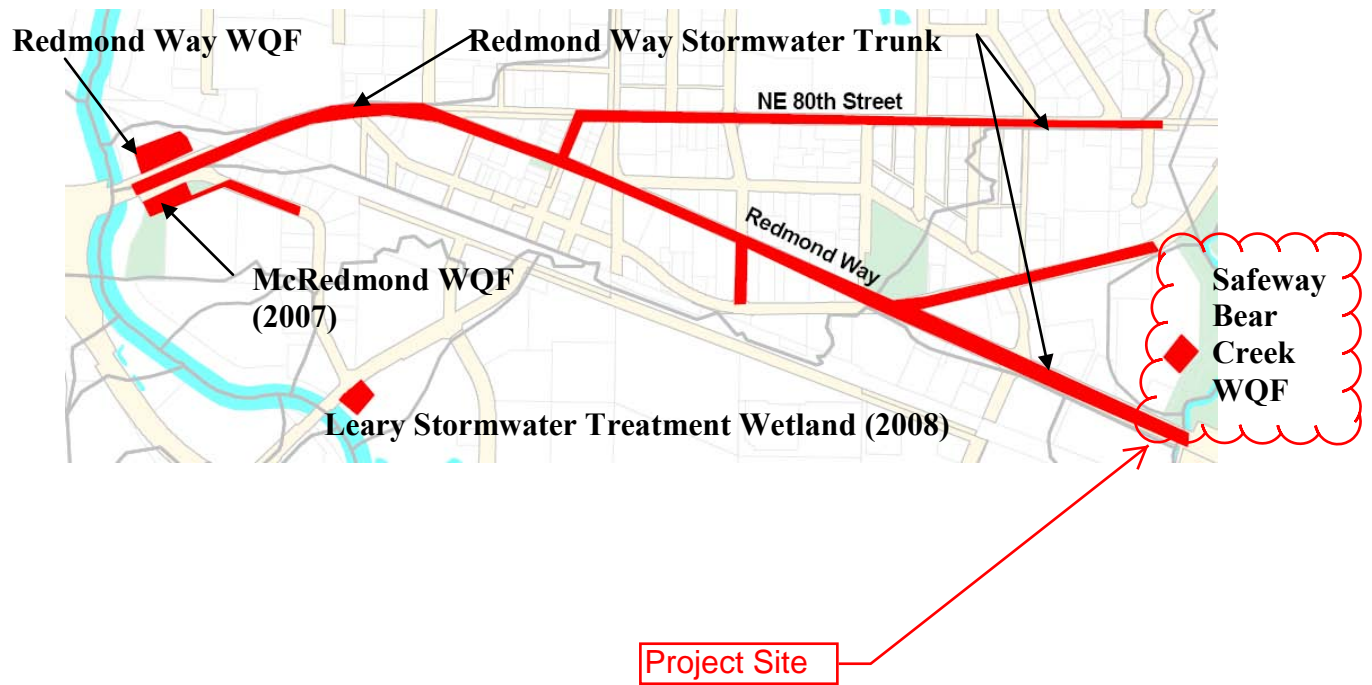 Redmond Way WQF
Redmond Way Stormwater Trunk
NE 80th Street
Redmond Way
McRedmond WQF
(2007)
Safeway
Bear
Creek
WQF
Leary Stormwater Treatment Wetland (2008)
Project Site